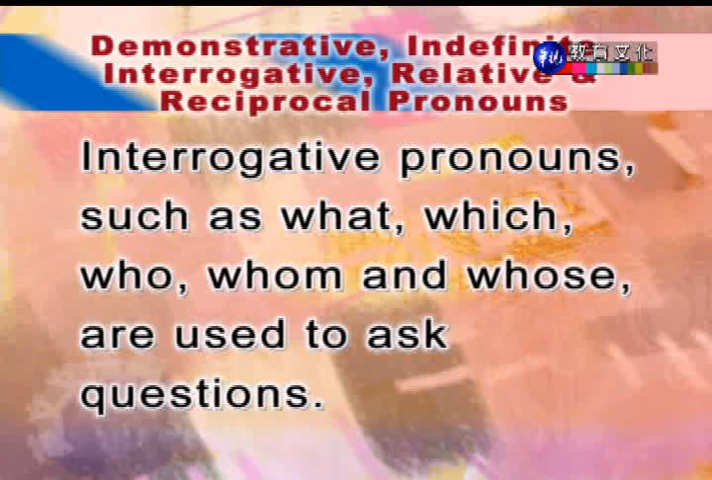 Demonstrative, Indefinite,
Interrogative, Relative &
Reciprocal Pronouns
教育文化
Interrogative pronouns,
such as what, which,
who, whom and whose,
are used to ask
questions.